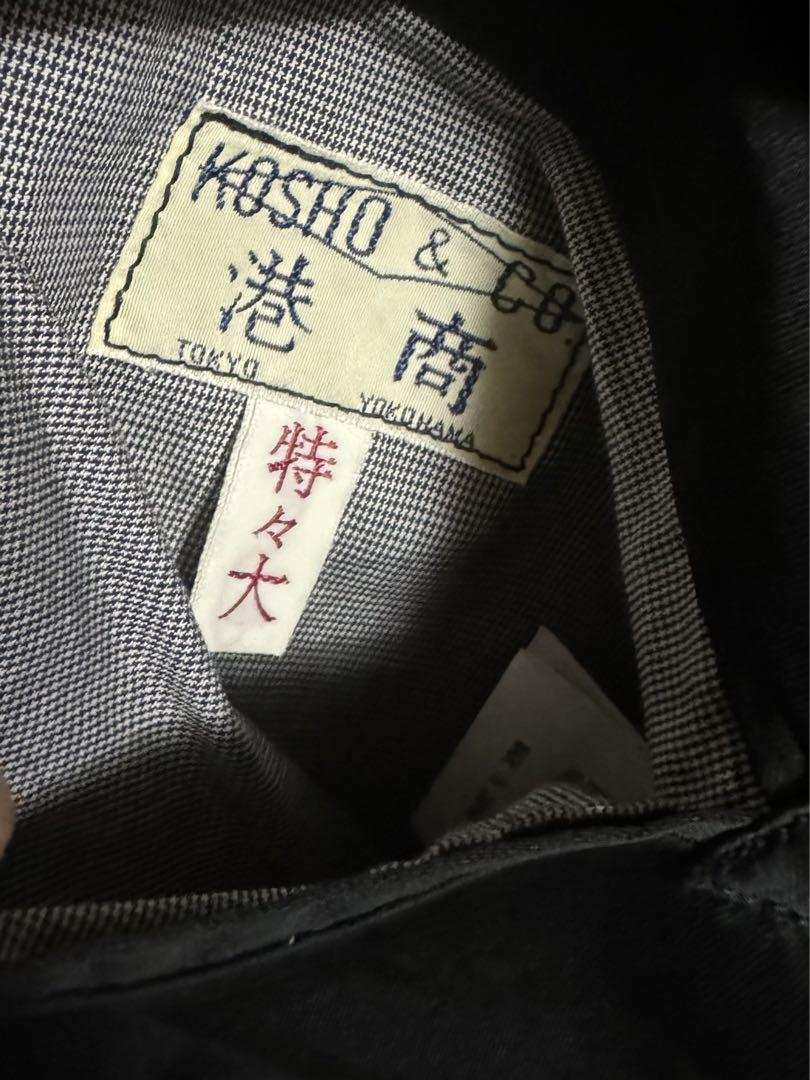 KOSHO & CO.
港商
TOKYO YOKOHAMA
特々大